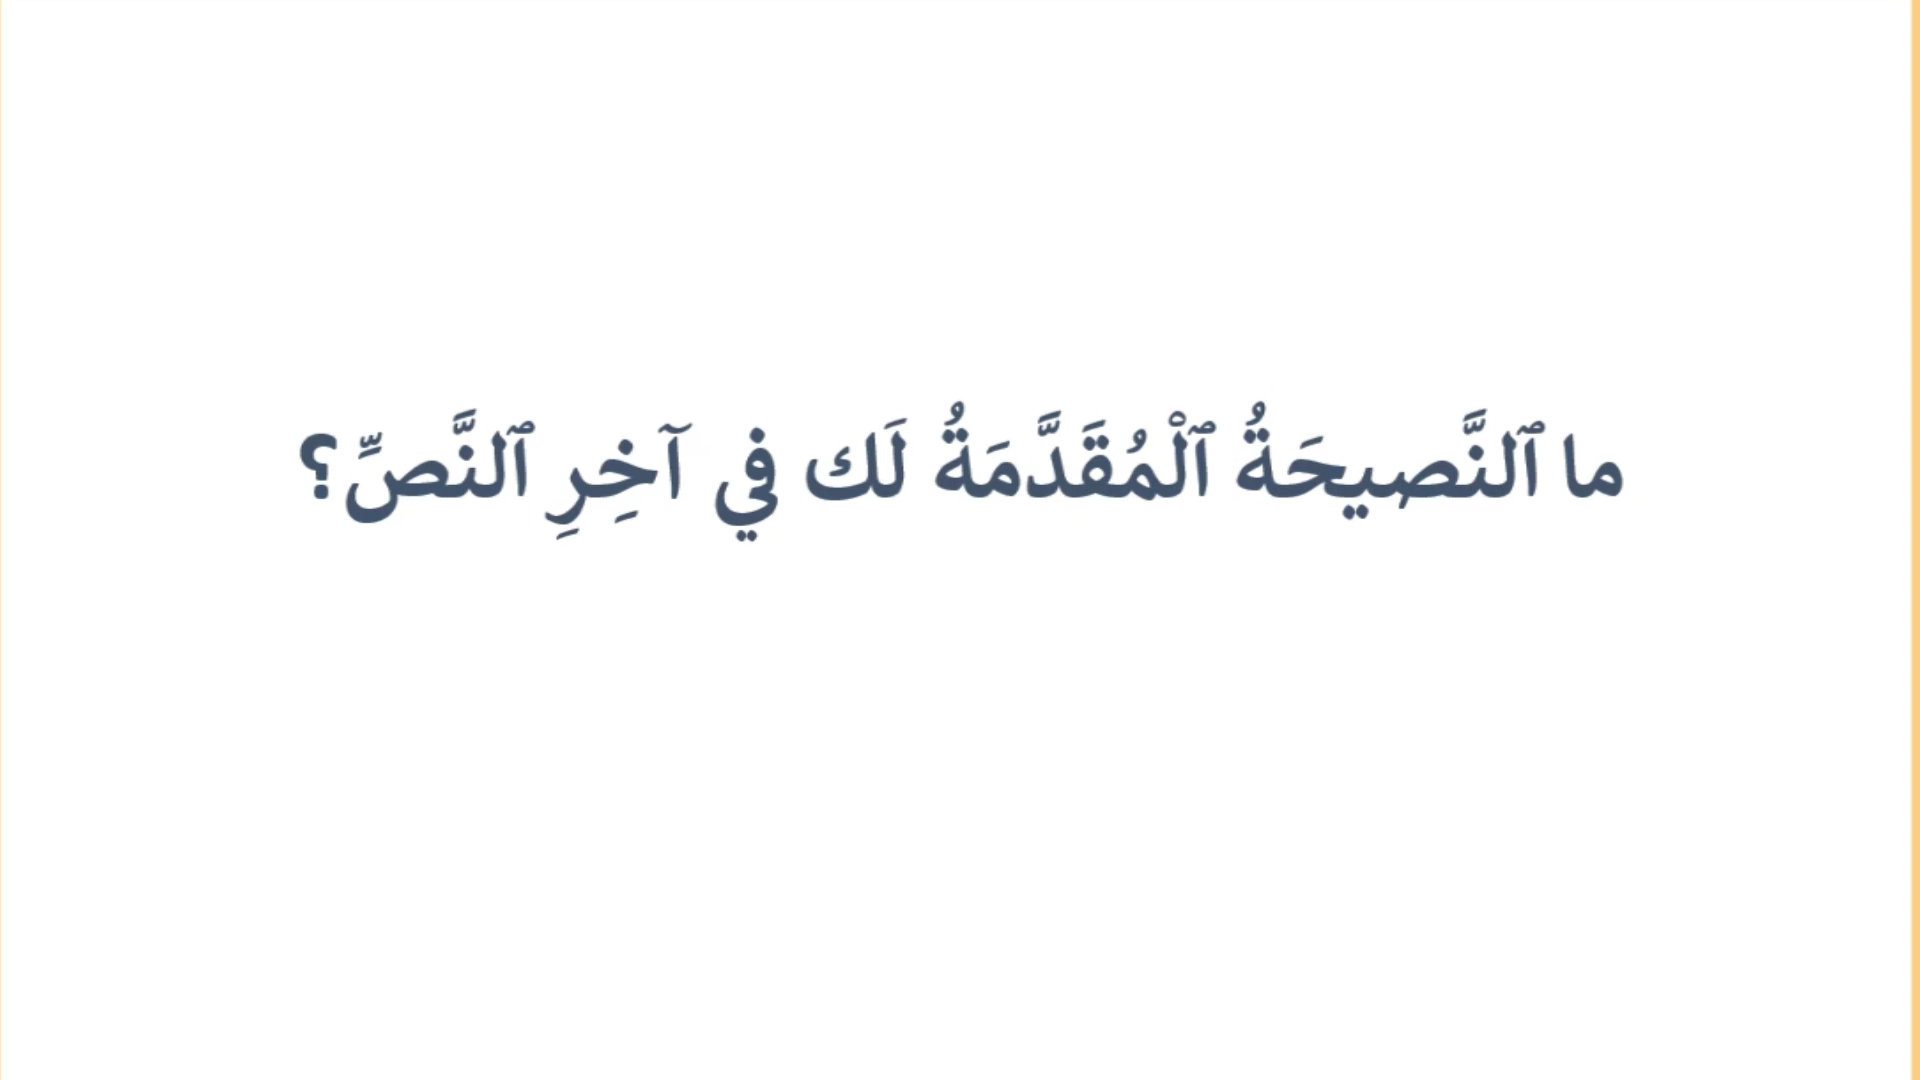 ما ٱلنَّصيحَةُ ٱلْمُقَدَّمَةُ لَك في آخِرِ ٱلنَّصِّ؟